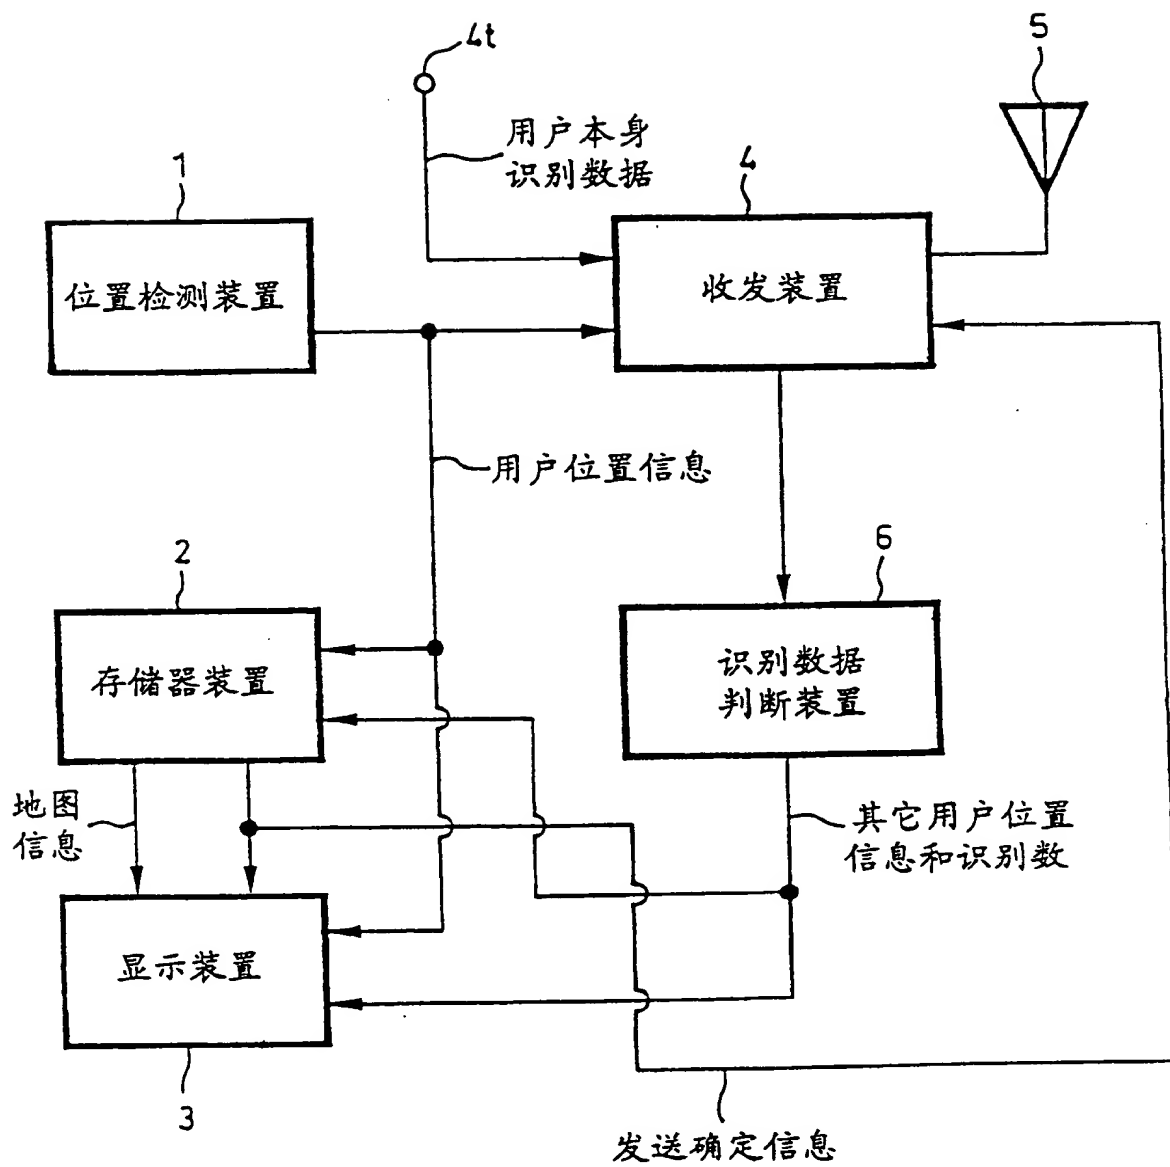 4t
5
用户本身
识别数据
1
4
位置检测装置
收发装置
用户位置信息
2
6
存储器装置
识别数据
判断装置
地图
信息
其它用户位置
信息和识别数
显示装置
3
发送确定信息